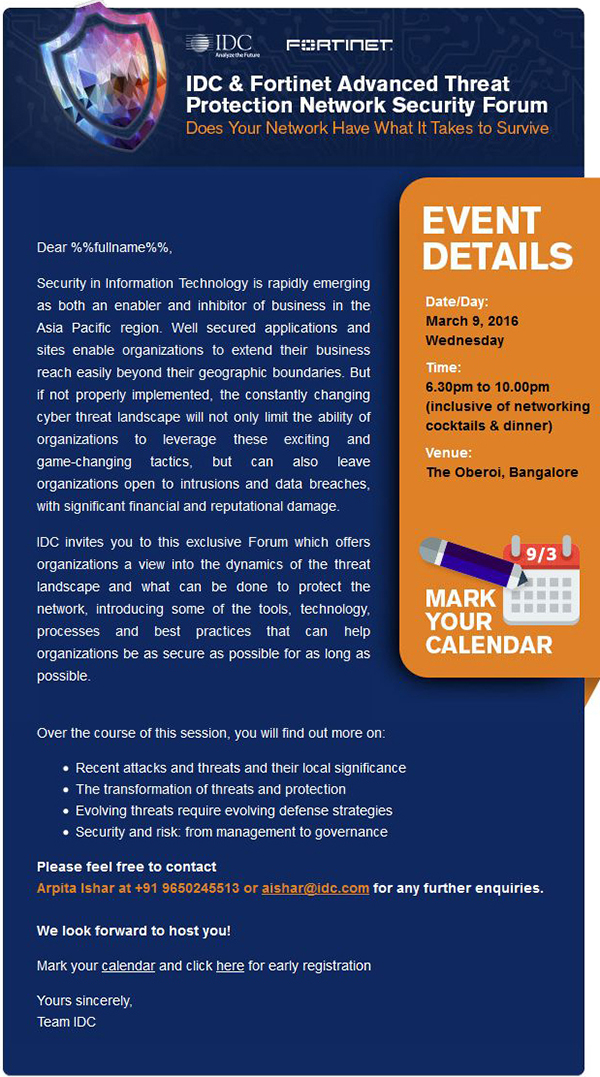 IDC
Analyze the Future
FORTINET
IDC & Fortinet Advanced Threat
Protection Network Security Forum
Does Your Network Have What It Takes to Survive
Dear %%fullname%%,
Security in Information Technology is rapidly emerging
as both an enabler and inhibitor of business in the
Asia Pacific region. Well secured applications and
sites enable organizations to extend their business
reach easily beyond their geographic boundaries. But
if not properly implemented, the constantly changing
cyber threat landscape will not only limit the ability of
organizations to leverage these exciting and
game-changing tactics, but can also leave
organizations open to intrusions and data breaches,
with significant financial and reputational damage.
IDC invites you to this exclusive Forum which offers
organizations a view into the dynamics of the threat
landscape and what can be done to protect the
network, introducing some of the tools, technology,
processes and best practices that can help
organizations be as secure as possible for as long as
possible.
EVENT
DETAILS
Date/Day:
March 9, 2016
Wednesday
Time:
6.30pm to 10.00pm
(inclusive of networking
cocktails & dinner)
Venue:
The Oberoi, Bangalore
9/3
MARK
YOUR
CALENDAR
Over the course of this session, you will find out more on:
• Recent attacks and threats and their local significance
• The transformation of threats and protection
• Evolving threats require evolving defense strategies
• Security and risk: from management to governance
Please feel free to contact
Arpita Ishar at +91 9650245513 or aishar@idc.com for any further enquiries.
We look forward to host you!
Mark your calendar and click here for early registration
Yours sincerely,
Team IDC